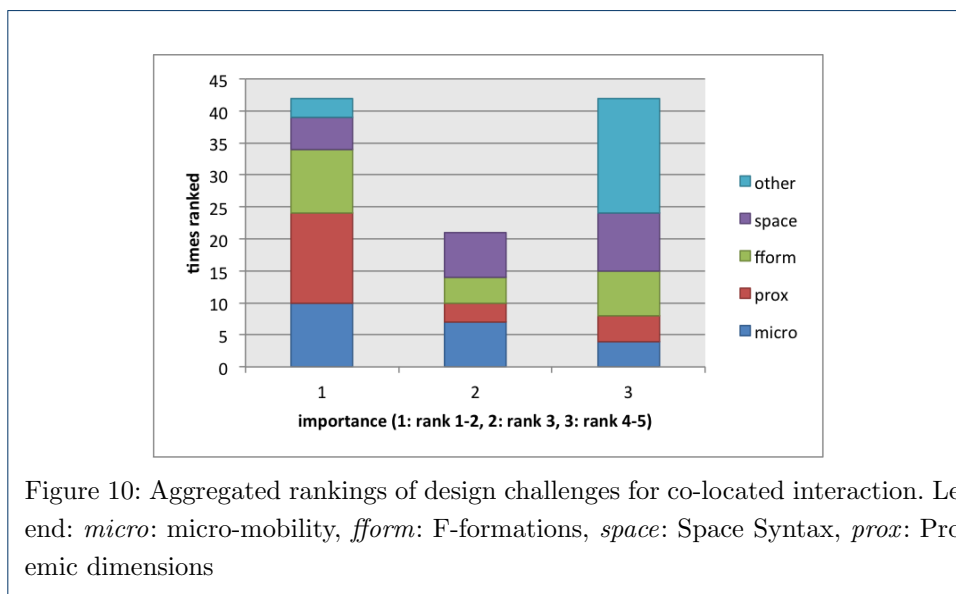 45
40
35
30
25
20
15
10
5
0
times ranked
1 2 3
importance (1: rank 1-2, 2: rank 3, 3: rank 4-5)
other
space
fform
prox
micro
Figure 10: Aggregated rankings of design challenges for co-located interaction. Le
end: micro: micro-mobility, fform: F-formations, space: Space Syntax, prox: Pro
emic dimensions